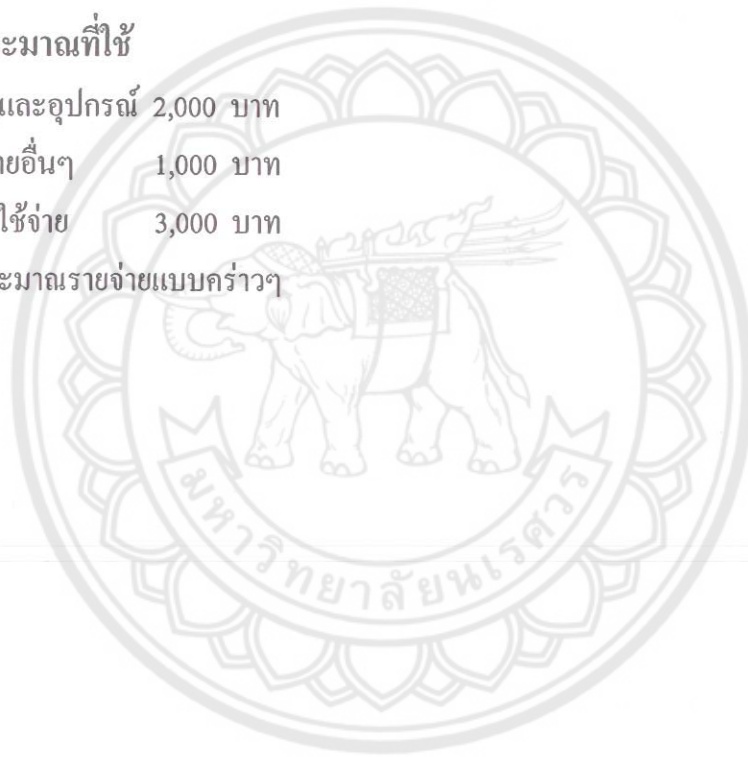 ะมาณที่ใช้
และอุปกรณ์ 2,000 บาท
ายอื่นๆ 1,000 บาท
ใช้จ่าย 3,000 บาท
ะมาณรายจ่ายแบบคร่าวๆ
มหาวิทยาลัยนเรศวร